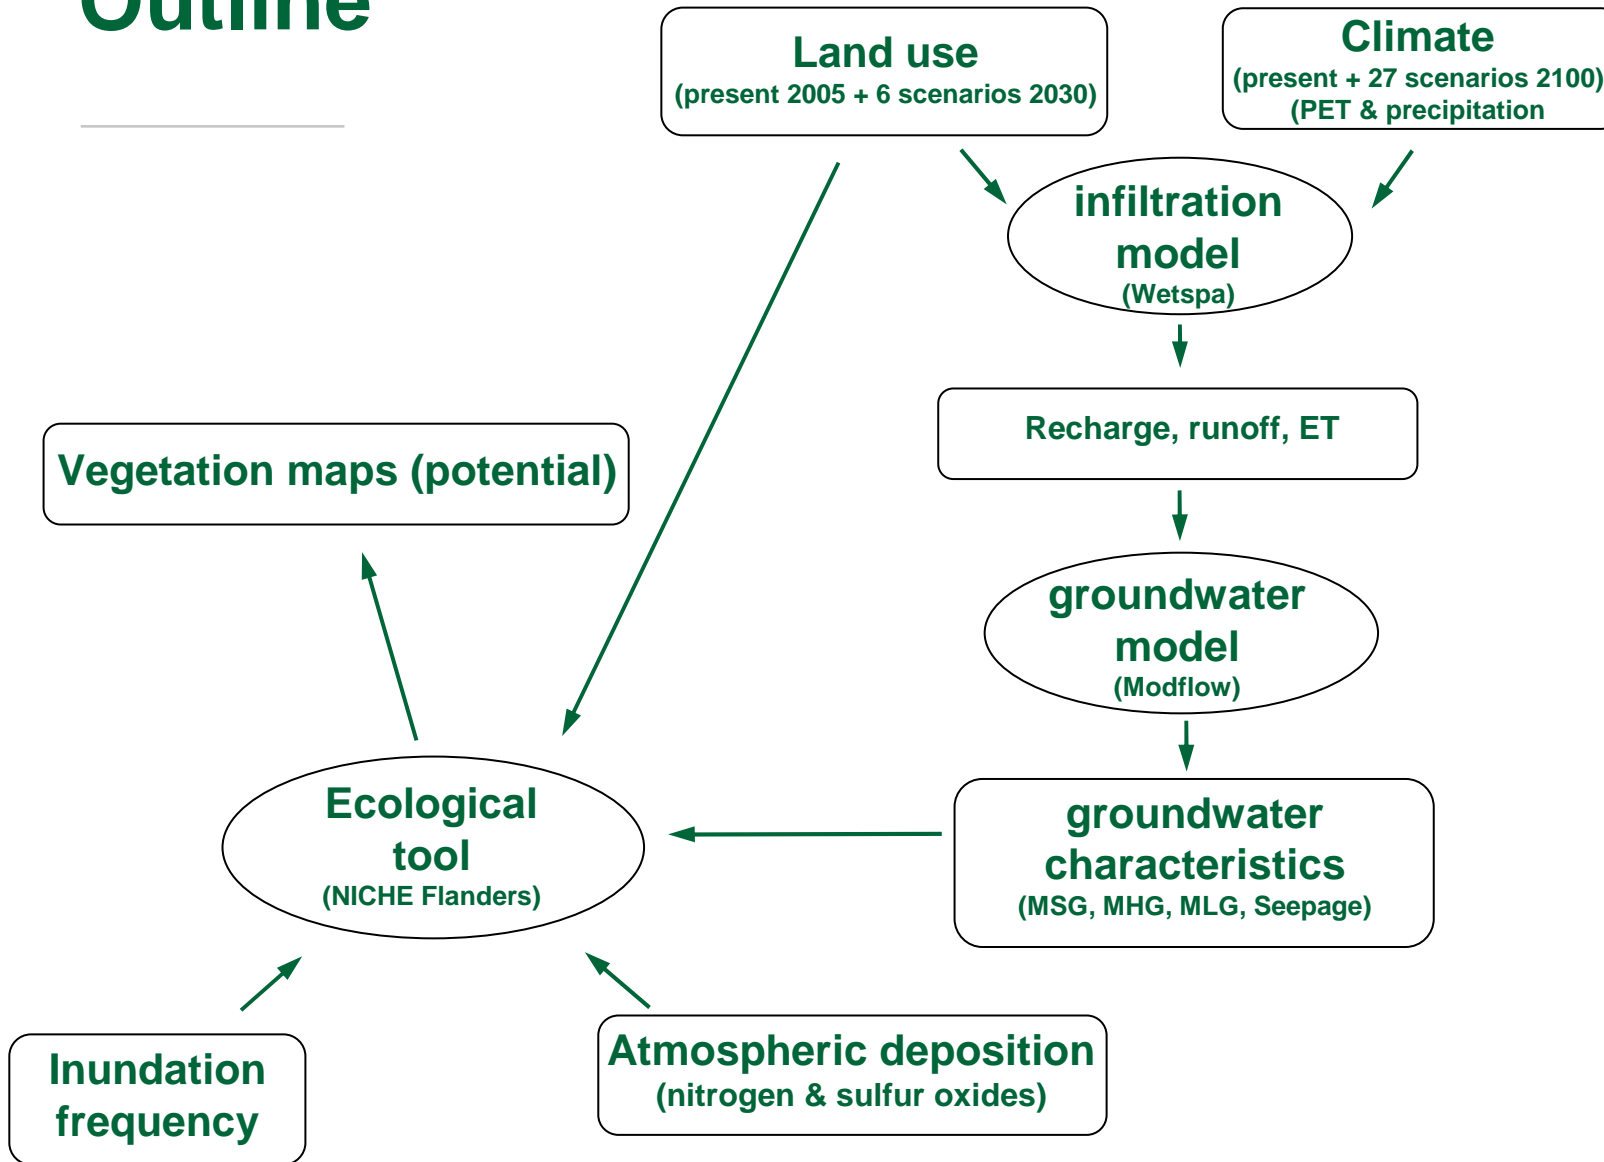 Outline
Land use
(present 2005 + 6 scenarios 2030)
Climate
(present + 27 scenarios 2100)
(PET & precipitation
infiltration
model
(Wetspa)
Recharge, runoff, ET
Vegetation maps (potential)
groundwater
model
(Modflow)
Ecological
tool
(NICHE Flanders)
groundwater
characteristics
(MSG, MHG, MLG, Seepage)
Inundation
frequency
Atmospheric deposition
(nitrogen & sulfur oxides)